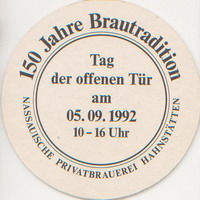 150 Jahre Brautradition
Tag
der offenen Tür
am
05. 09. 1992
10 – 16 Uhr
NASSAUISCHE PRIVATBRAUEREI HAHNSTÄTTEN